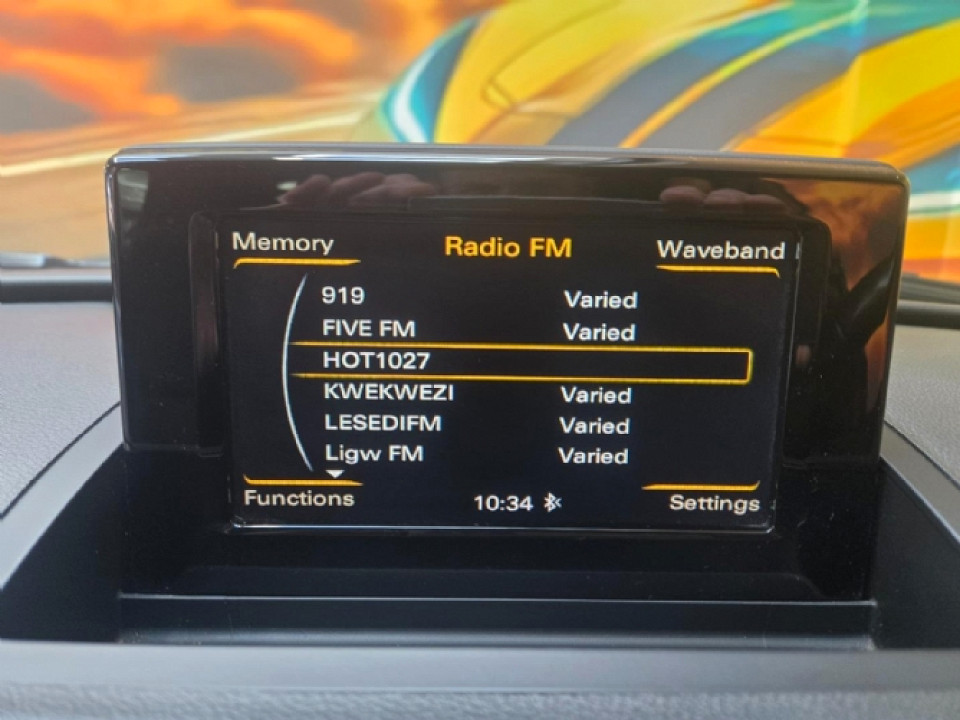 Memory Radio FM Waveband
919 Varied
FIVE FM Varied
HOT1027
KWEKWEZI Varied
LESEDIFM Varied
Ligw FM Varied
Functions 10:34 Settings